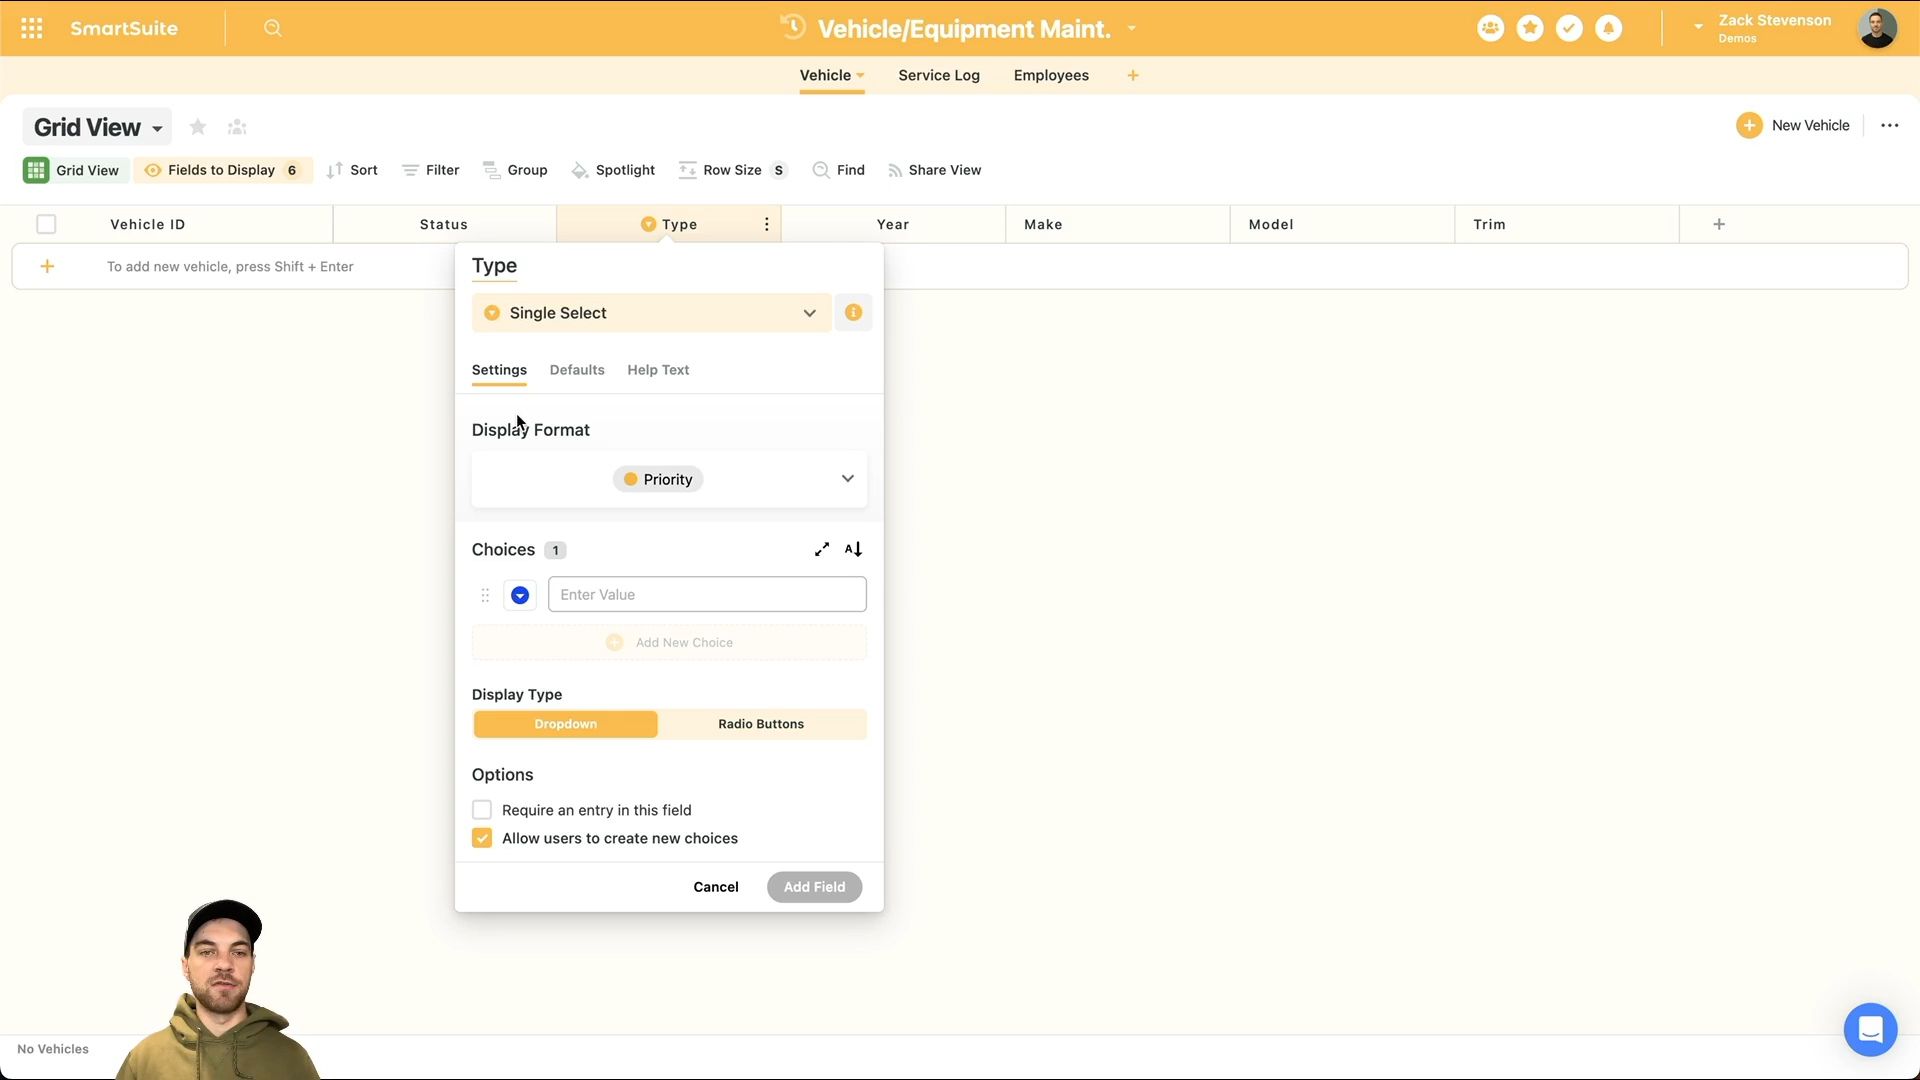 SmartSuite
Vehicle/Equipment Maint.
Zack Stevenson
Demos
Vehicle Service Log Employees +
Grid View
New Vehicle
Grid View Fields to Display 6 Sort Filter Group Spotlight Row Size S Find Share View
Vehicle ID Status Type Year Make Model Trim +
+ To add new vehicle, press Shift + Enter
Type
Single Select
Settings Defaults Help Text
Display Format
Priority
Choices 1
Enter Value
Add New Choice
Display Type
Dropdown Radio Buttons
Options
Require an entry in this field
Allow users to create new choices
Cancel Add Field
No Vehicles